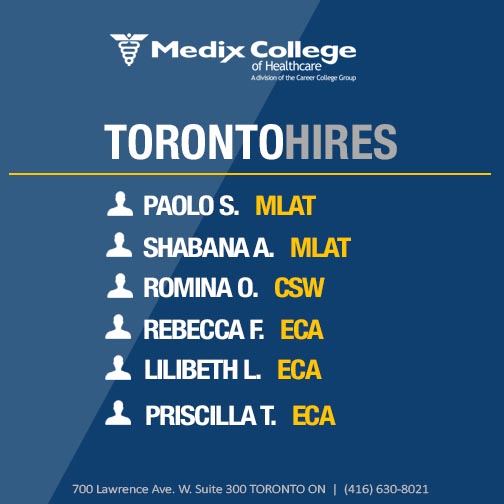 Medix College
of Healthcare
A division of the Career College Group
TORONTOHIRES
PAOLO S. MLAT
SHABANA A. MLAT
ROMINA O. CSW
REBECCA F. ECA
LILIBETH L. ECA
PRISCILLA T. ECA
700 Lawrence Ave. W. Suite 300 TORONTO ON | (416) 630-8021